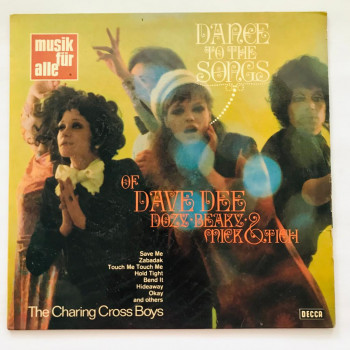 musik
für
alle
DANCE
TO THE
SONGS
OF
DAVE DEE
DOZY·BEAKY·
MICK & TICH
Save Me
Zabadak
Touch Me Touch Me
Hold Tight
Bend It
Hideaway
Okay
and others
The Charing Cross Boys
DECCA